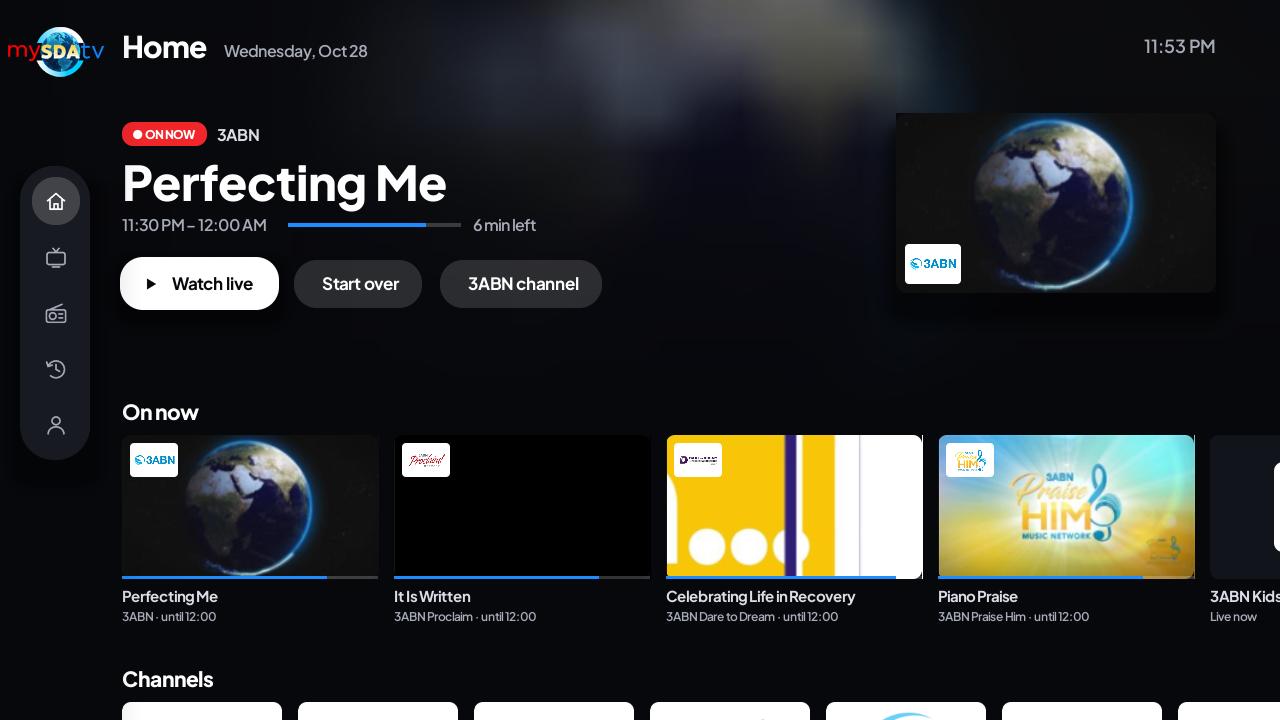 mySDAtv
Home
Wednesday, Oct 28
11:53 PM
ON NOW
3ABN
Perfecting Me
11:30 PM – 12:00 AM
6 min left
Watch live
Start over
3ABN channel
3ABN
On now
3ABN
Praise
HIM
3ABN
Praise
HIM
MUSIC NETWORK
Perfecting Me
3ABN · until 12:00
It Is Written
3ABN Proclaim · until 12:00
Celebrating Life in Recovery
3ABN Dare to Dream · until 12:00
Piano Praise
3ABN Praise Him · until 12:00
3ABN Kids
Live now
Channels